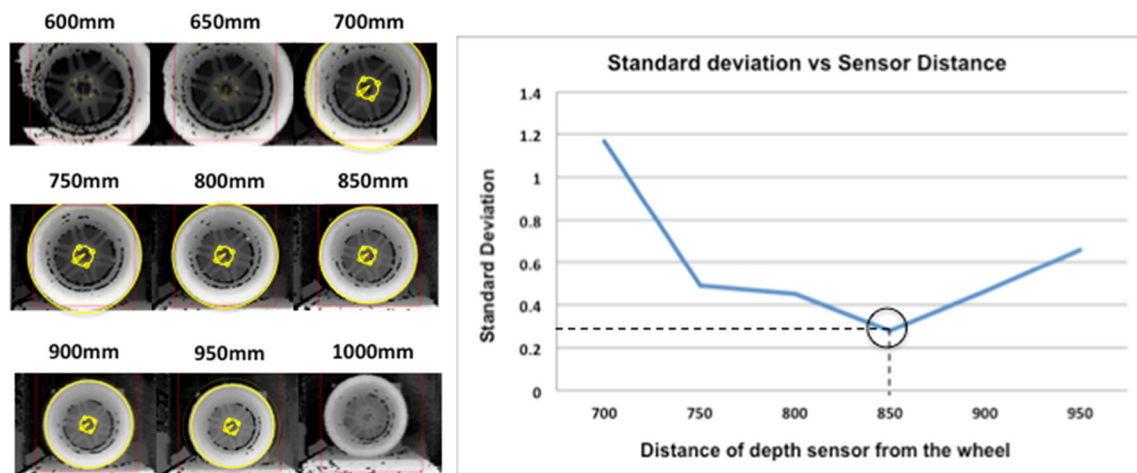 600mm 650mm 700mm
750mm 800mm 850mm
900mm 950mm 1000mm
Standard deviation vs Sensor Distance
Standard Deviation
1.4
1.2
1
0.8
0.6
0.4
0.2
0
700 750 800 850 900 950
Distance of depth sensor from the wheel